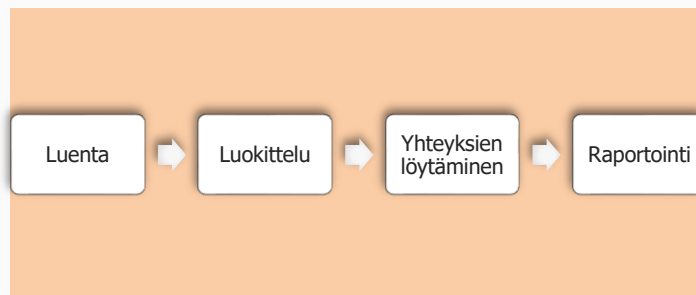 Luenta
Luokittelu
Yhteyksien
löytäminen
Raportointi